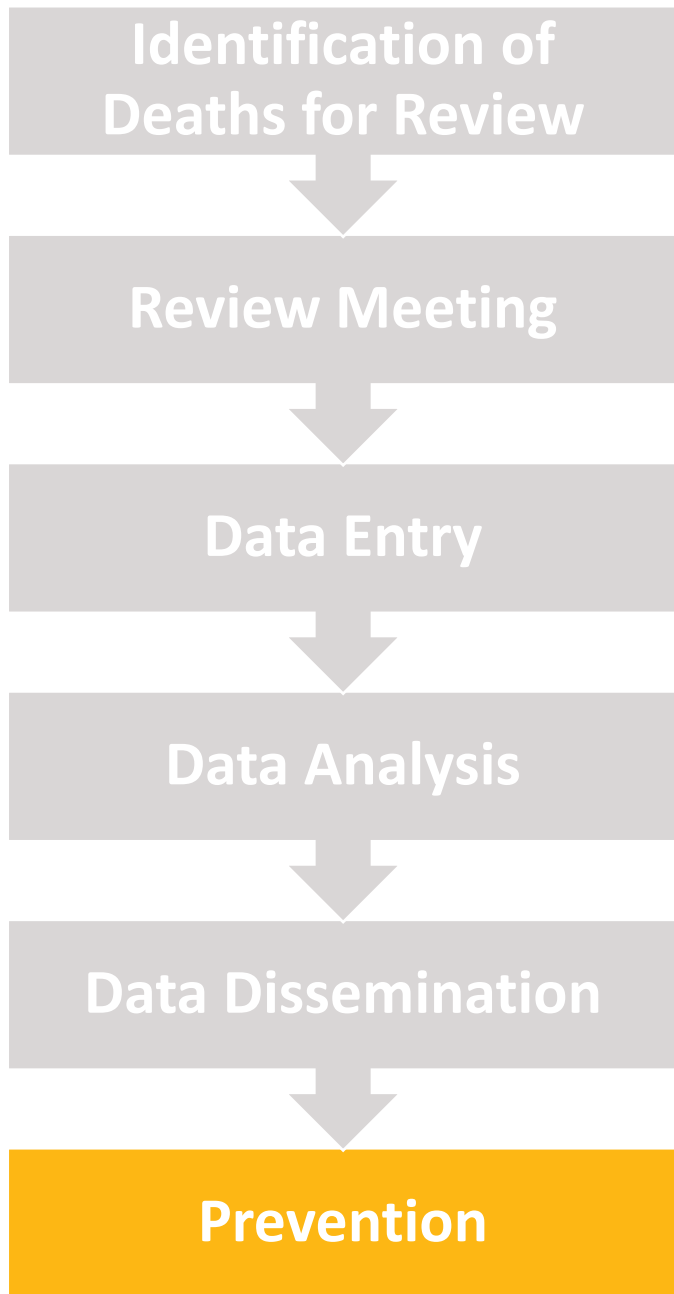 Identification of
Deaths for Review
Review Meeting
Data Entry
Data Analysis
Data Dissemination
Prevention